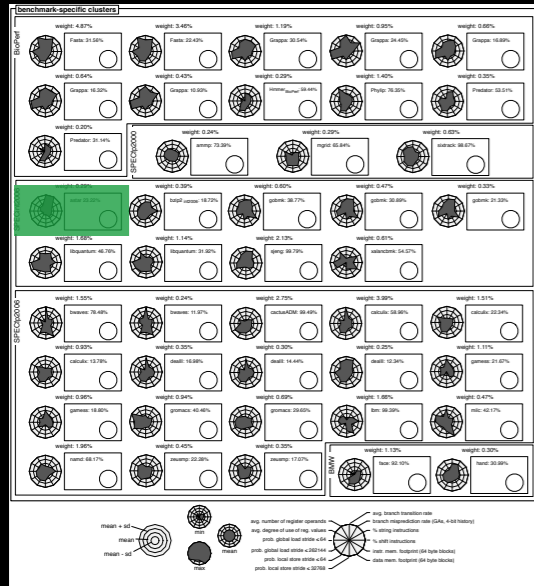 benchmark-specific clusters
BioPerf
weight: 4.87%
weight: 3.46%
weight: 1.19%
weight: 0.95%
weight: 0.68%
Fasta: 31.58%
Fasta: 22.43%
Grappa: 30.54%
Grappa: 24.45%
Grappa: 16.89%
weight: 0.64%
weight: 0.43%
weight: 0.29%
weight: 1.40%
weight: 0.35%
Grappa: 16.32%
Grappa: 10.93%
Hmmer BioPerf: 59.44%
Phylip: 76.35%
Predator: 53.51%
weight: 0.20%
Predator: 31.14%
SPECfp2000
weight: 0.24%
weight: 0.29%
weight: 0.63%
ammp: 73.39%
mgrid: 65.84%
sixtrack: 98.67%
weight: 0.39%
weight: 0.60%
weight: 0.47%
weight: 0.33%
gobmk: 38.77%
gobmk: 30.89%
gobmk: 21.33%
weight: 1.68%
weight: 1.14%
weight: 2.13%
weight: 0.61%
libquantum: 46.76%
libquantum: 31.92%
sjeng: 99.79%
xalancbmk: 54.57%
SPECfp2006
weight: 1.55%
weight: 0.24%
weight: 2.75%
weight: 3.99%
weight: 1.51%
bwaves: 78.48%
bwaves: 11.97%
cactusADM: 99.49%
calculix: 58.96%
calculix: 22.34%
weight: 0.93%
weight: 0.35%
weight: 0.30%
weight: 0.25%
weight: 1.11%
calculix: 13.78%
dealII: 16.98%
dealII: 14.44%
dealII: 12.34%
gamess: 21.67%
weight: 0.96%
weight: 0.94%
weight: 0.69%
weight: 1.66%
weight: 0.47%
gamess: 18.80%
gromacs: 40.46%
gromacs: 29.63%
lbm: 99.39%
milc: 42.17%
weight: 1.96%
weight: 0.45%
weight: 0.35%
namd: 68.17%
zeusmp: 22.28%
zeusmp: 17.07%
BMW
weight: 1.13%
weight: 0.30%
face: 93.10%
hand: 30.99%
mean + sd
mean
mean - sd
min
max
mean
avg. number of register operands
avg. degree of use of reg. values
prob. global load stride ≤64
prob. global load stride ≤262144
prob. local store stride ≤64
prob. local store stride ≤32768
avg. branch transition rate
branch misprediction rate (GAs, 4-bit history)
% string instructions
% shift instructions
instr. mem. footprint (64 byte blocks)
data mem. footprint (64 byte blocks)